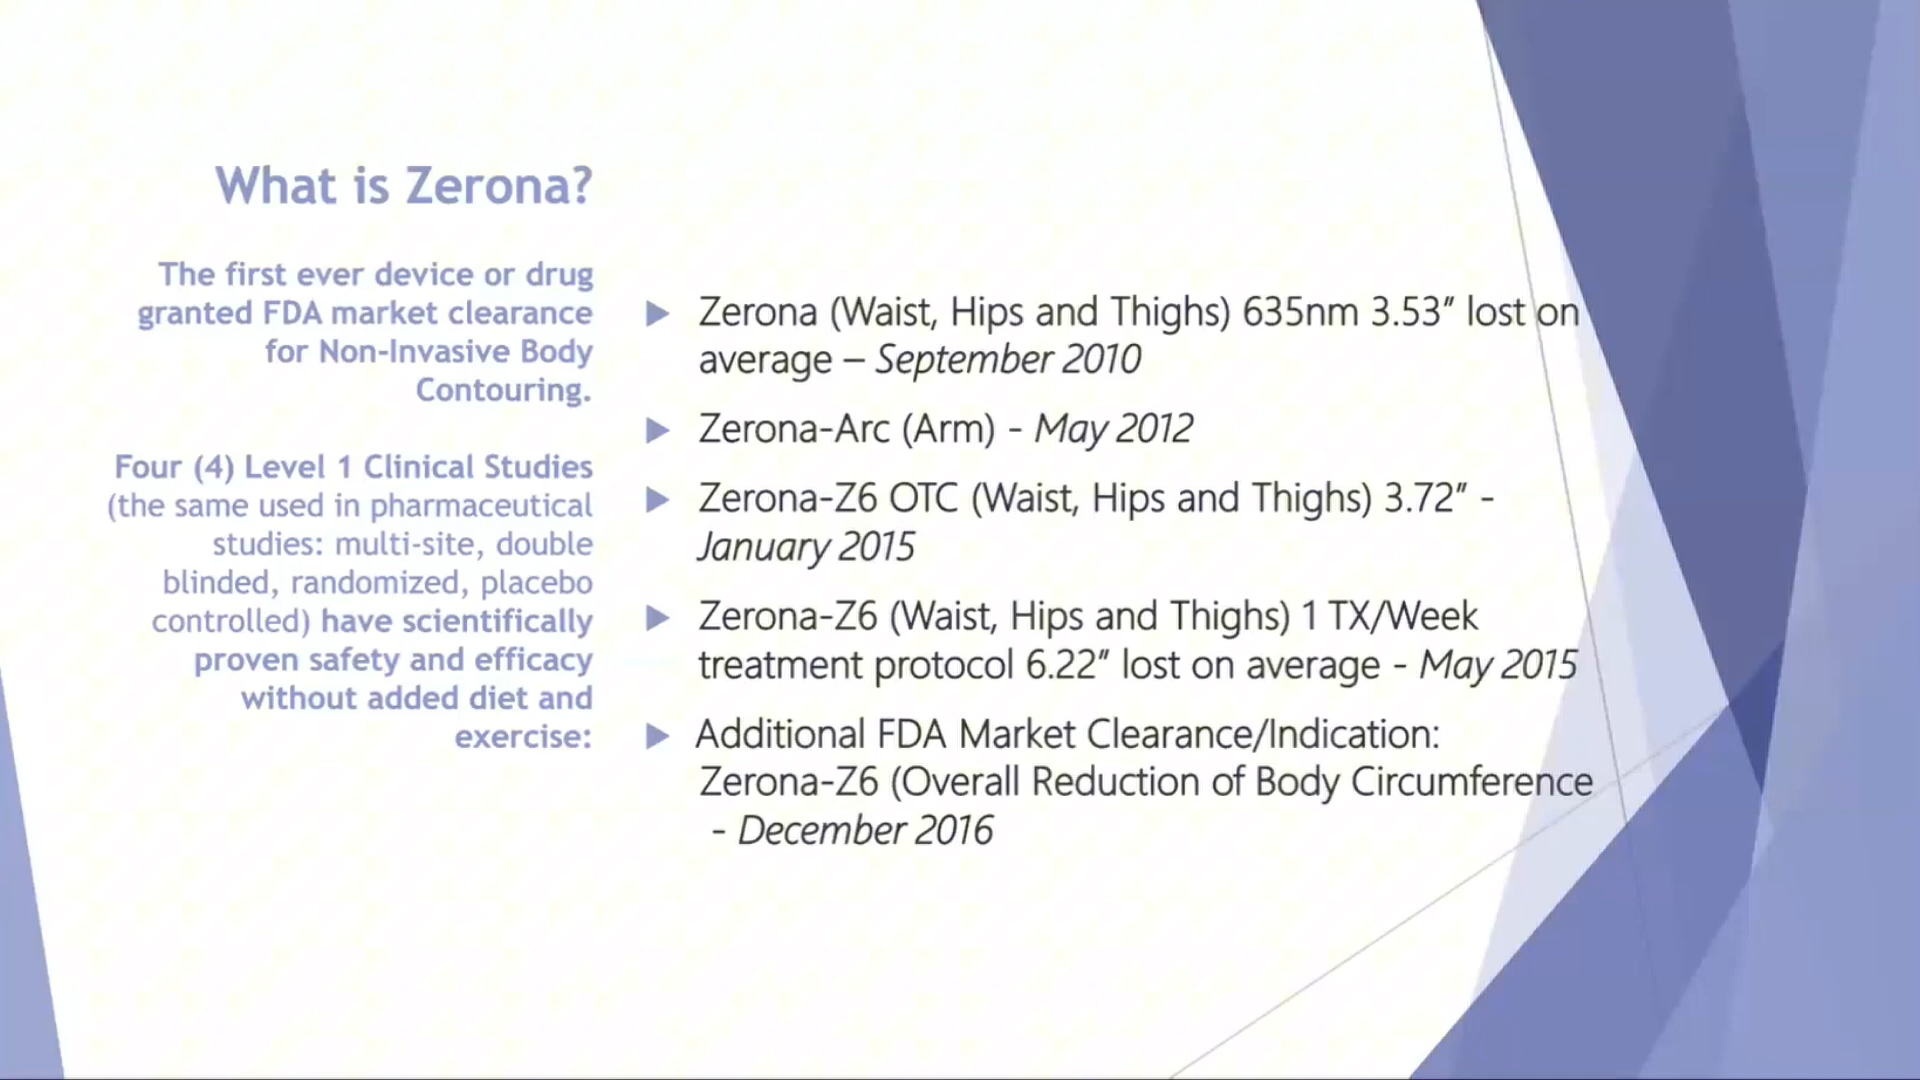 What is Zerona?
The first ever device or drug
granted FDA market clearance
for Non-Invasive Body
Contouring.
Four (4) Level 1 Clinical Studies
(the same used in pharmaceutical
studies: multi-site, double
blinded, randomized, placebo
controlled) have scientifically
proven safety and efficacy
without added diet and
exercise:
Zerona (Waist, Hips and Thighs) 635nm 3.53″ lost on
average – September 2010
Zerona-Arc (Arm) - May 2012
Zerona-Z6 OTC (Waist, Hips and Thighs) 3.72″ -
January 2015
Zerona-Z6 (Waist, Hips and Thighs) 1 TX/Week
treatment protocol 6.22″ lost on average - May 2015
Additional FDA Market Clearance/Indication:
Zerona-Z6 (Overall Reduction of Body Circumference
- December 2016